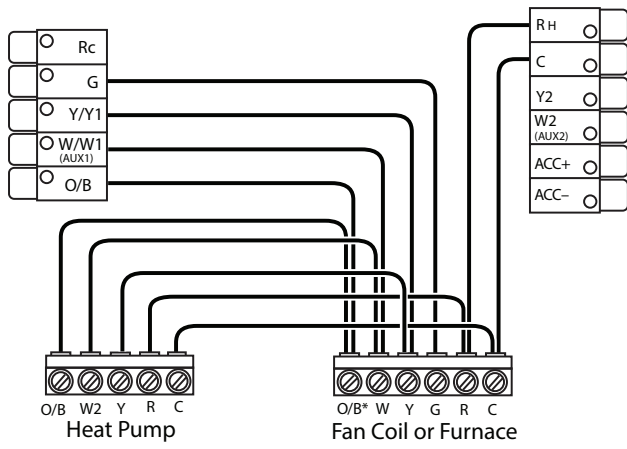 Rc
G
Y/Y1
W/W1
(AUX1)
O/B
RH
C
Y2
W2
(AUX2)
ACC+
ACC–
O/B W2 Y R C
Heat Pump
O/B* W Y G R C
Fan Coil or Furnace